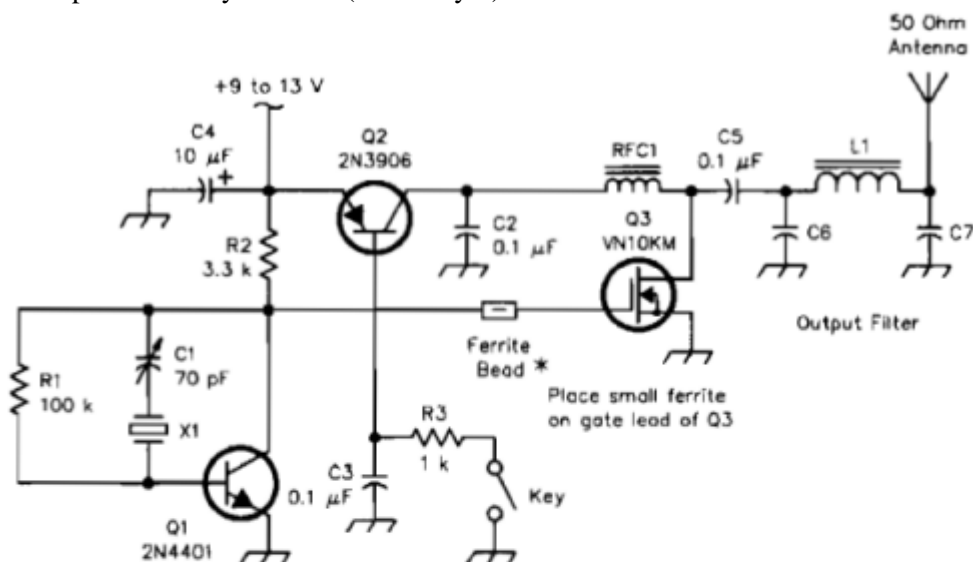 50 Ohm
Antenna
+9 to 13 V
C4
10 µF
+
Q2
2N3906
RFC1
C5
0.1 µF
L1
R2
3.3 k
C2
0.1 µF
Q3
VN10KM
C6
C7
Output Filter
C1
70 pF
R1
100 k
X1
Ferrite
Bead *
Place small ferrite
on gate lead of Q3
R3
1 k
C3
0.1 µF
Key
Q1
2N4401